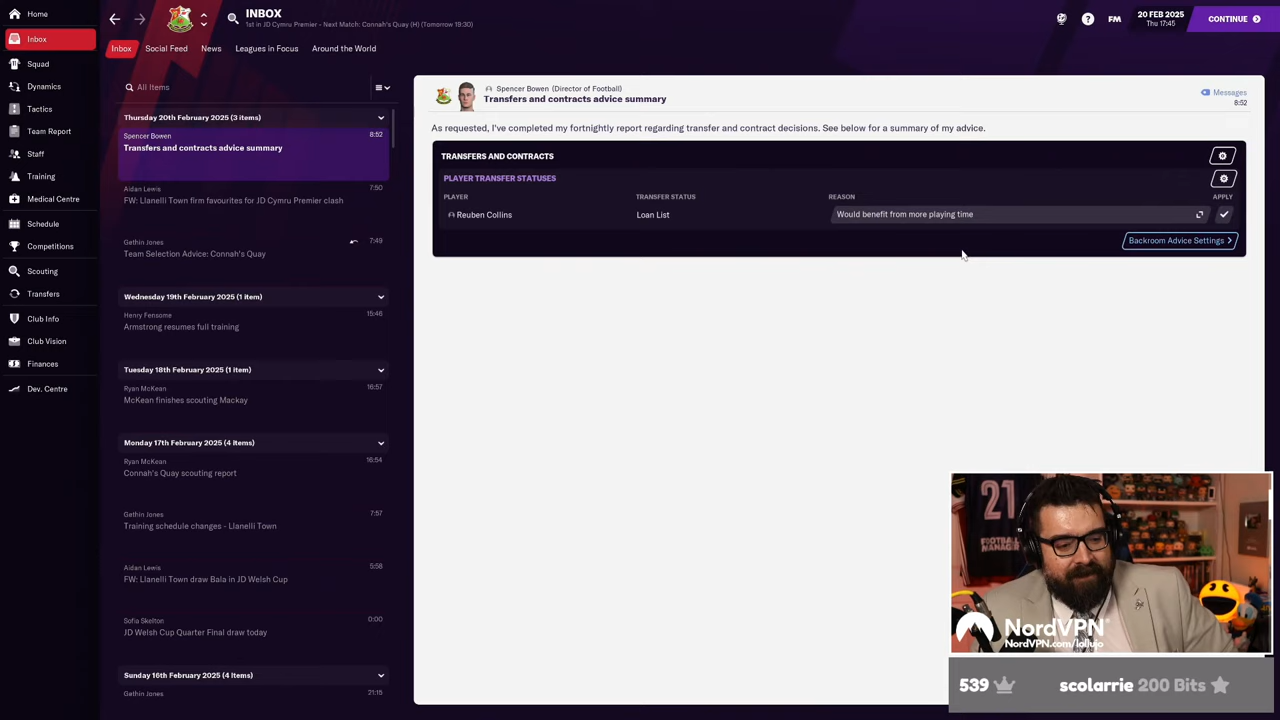 Home
Inbox
Squad
Dynamics
Tactics
Team Report
Staff
Training
Medical Centre
Schedule
Competitions
Scouting
Transfers
Club Info
Club Vision
Finances
Dev. Centre
INBOX
1st in JD Cymru Premier - Next Match: Connah's Quay (H) (Tomorrow 19:30)
FM
20 FEB 2025
Thu 17:45
CONTINUE
Inbox
Social Feed
News
Leagues in Focus
Around the World
All Items
Thursday 20th February 2025 (3 items)
Spencer Bowen 8:52
Transfers and contracts advice summary
Aidan Lewis 7:50
FW: Llanelli Town firm favourites for JD Cymru Premier clash
Gethin Jones 7:49
Team Selection Advice: Connah's Quay
Wednesday 19th February 2025 (1 item)
Henry Fensome 15:46
Armstrong resumes full training
Tuesday 18th February 2025 (1 item)
Ryan McKean 16:57
McKean finishes scouting Mackay
Monday 17th February 2025 (4 items)
Ryan McKean 16:54
Connah's Quay scouting report
Gethin Jones 7:57
Training schedule changes - Llanelli Town
Aidan Lewis 5:58
FW: Llanelli Town draw Bala in JD Welsh Cup
Sofia Skelton 0:00
JD Welsh Cup Quarter Final draw today
Sunday 16th February 2025 (4 items)
Gethin Jones 21:15
Spencer Bowen (Director of Football)
Transfers and contracts advice summary
Messages
8:52
As requested, I've completed my fortnightly report regarding transfer and contract decisions. See below for a summary of my advice.
TRANSFERS AND CONTRACTS
PLAYER TRANSFER STATUSES
PLAYER TRANSFER STATUS REASON APPLY
Reuben Collins Loan List Would benefit from more playing time
Backroom Advice Settings
21
FOOTBALL
MANAGER
NordVPN®
NordVPN.com/lollujo
539
scolarrie 200 Bits